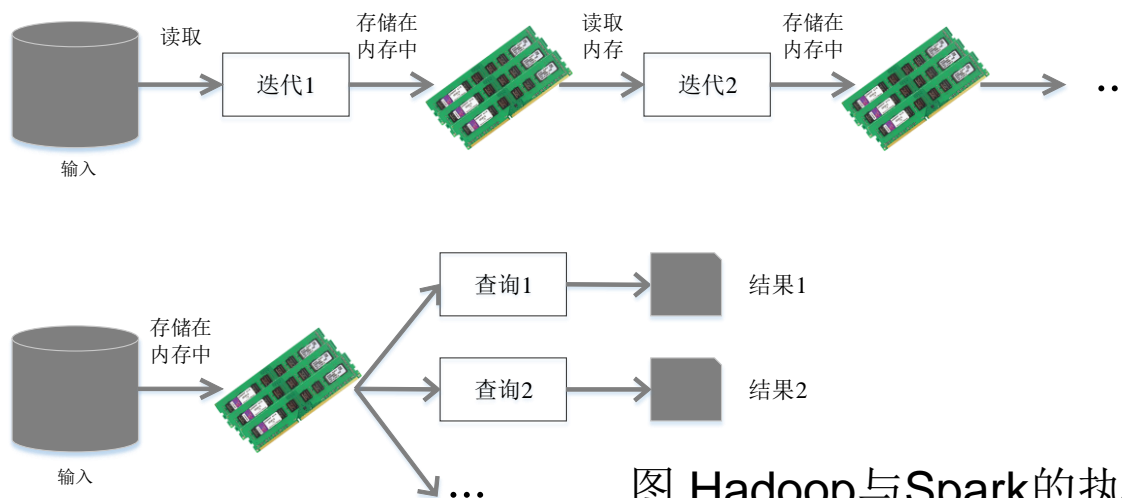 读取
存储在
内存中
读取
内存
存储在
内存中
迭代1
迭代2
..
输入
查询1
结果1
存储在
内存中
查询2
结果2
输入
...
图 Hadoop与Spark的执